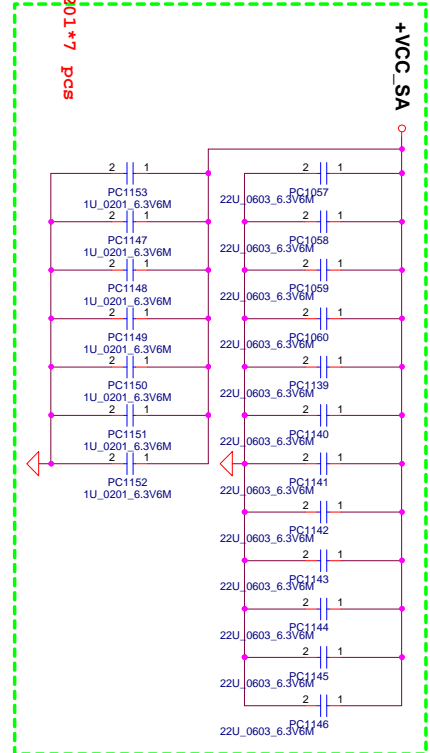 +VCC_SA
201*7 pcs
2 1
PC1153
1U_0201_6.3V6M
2 1
PC1147
1U_0201_6.3V6M
2 1
PC1148
1U_0201_6.3V6M
2 1
PC1149
1U_0201_6.3V6M
2 1
PC1150
1U_0201_6.3V6M
2 1
PC1151
1U_0201_6.3V6M
2 1
PC1152
1U_0201_6.3V6M
2 1
PC1057
22U_0603_6.3V6M
2 1
PC1058
22U_0603_6.3V6M
2 1
PC1059
22U_0603_6.3V6M
2 1
PC1060
22U_0603_6.3V6M
2 1
PC1139
22U_0603_6.3V6M
2 1
PC1140
22U_0603_6.3V6M
2 1
PC1141
22U_0603_6.3V6M
2 1
PC1142
22U_0603_6.3V6M
2 1
PC1143
22U_0603_6.3V6M
2 1
PC1144
22U_0603_6.3V6M
2 1
PC1145
22U_0603_6.3V6M
2 1
PC1146
22U_0603_6.3V6M